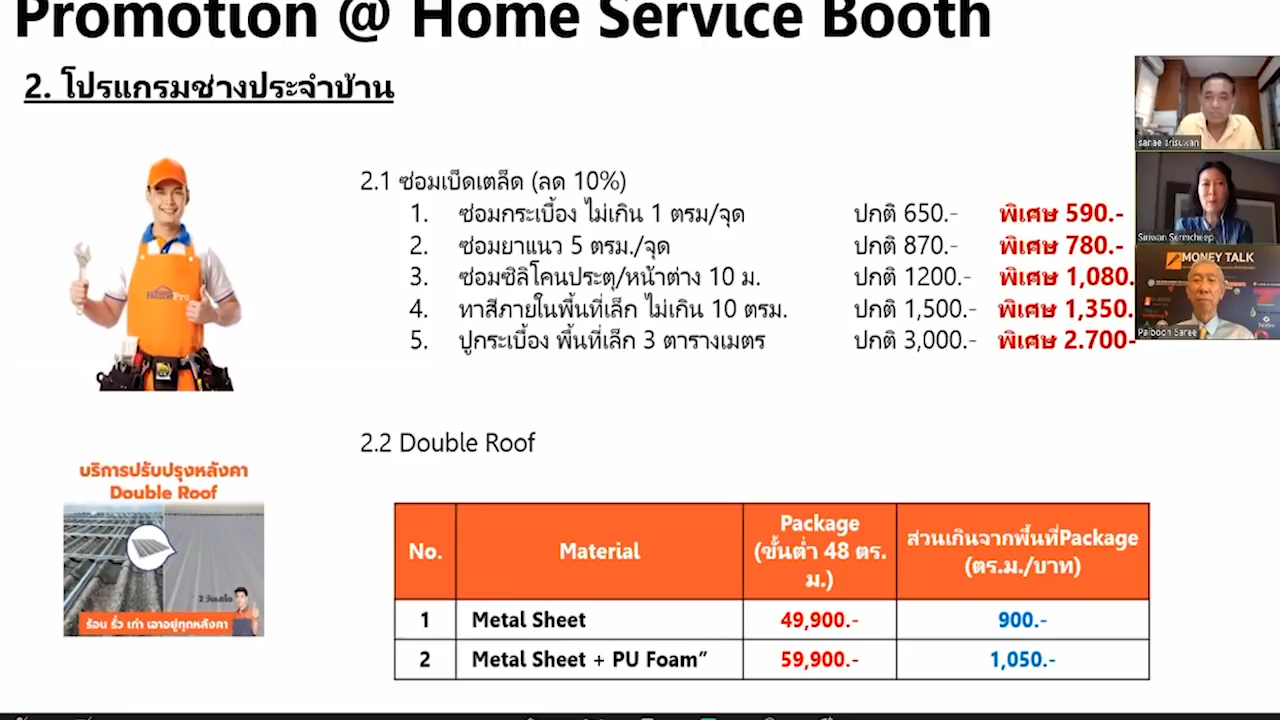 Promotion @ Home Service Booth
2. โปรแกรมช่างประจำบ้าน
2.1 ซ่อมเบ็ดเตล็ด (ลด 10%)
1. ซ่อมกระเบื้อง ไม่เกิน 1 ตรม/จุด ปกติ 650.- พิเศษ 590.-
2. ซ่อมยาแนว 5 ตรม./จุด ปกติ 870.- พิเศษ 780.-
3. ซ่อมซิลิโคนประตู/หน้าต่าง 10 ม. ปกติ 1200.- พิเศษ 1,080.
4. ทาสีภายในพื้นที่เล็ก ไม่เกิน 10 ตรม. ปกติ 1,500.- พิเศษ 1,350.
5. ปูกระเบื้อง พื้นที่เล็ก 3 ตารางเมตร ปกติ 3,000.- พิเศษ 2.700-
HomePro
sanae srisuwan
Siriwan Sermcheep
MONEY TALK
Paiboon Saree
2.2 Double Roof
บริการปรับปรุงหลังคา
Double Roof
2 วันเสร็จ
ร้อน รั่ว เก่า เอาอยู่ทุกหลังคา
No. Material Package (ขั้นต่ำ 48 ตร.ม.) ส่วนเกินจากพื้นที่Package (ตร.ม./บาท)
1 Metal Sheet 49,900.- 900.-
2 Metal Sheet + PU Foam” 59,900.- 1,050.-